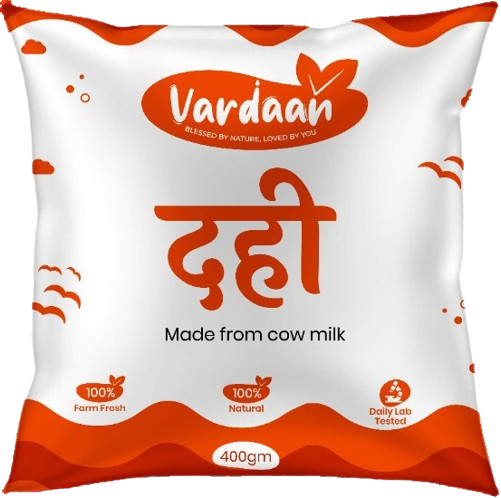 Vardaan
BLESSED BY NATURE, LOVED BY YOU
दही
Made from cow milk
100%
Farm Fresh
100%
Natural
Daily Lab
Tested
400gm